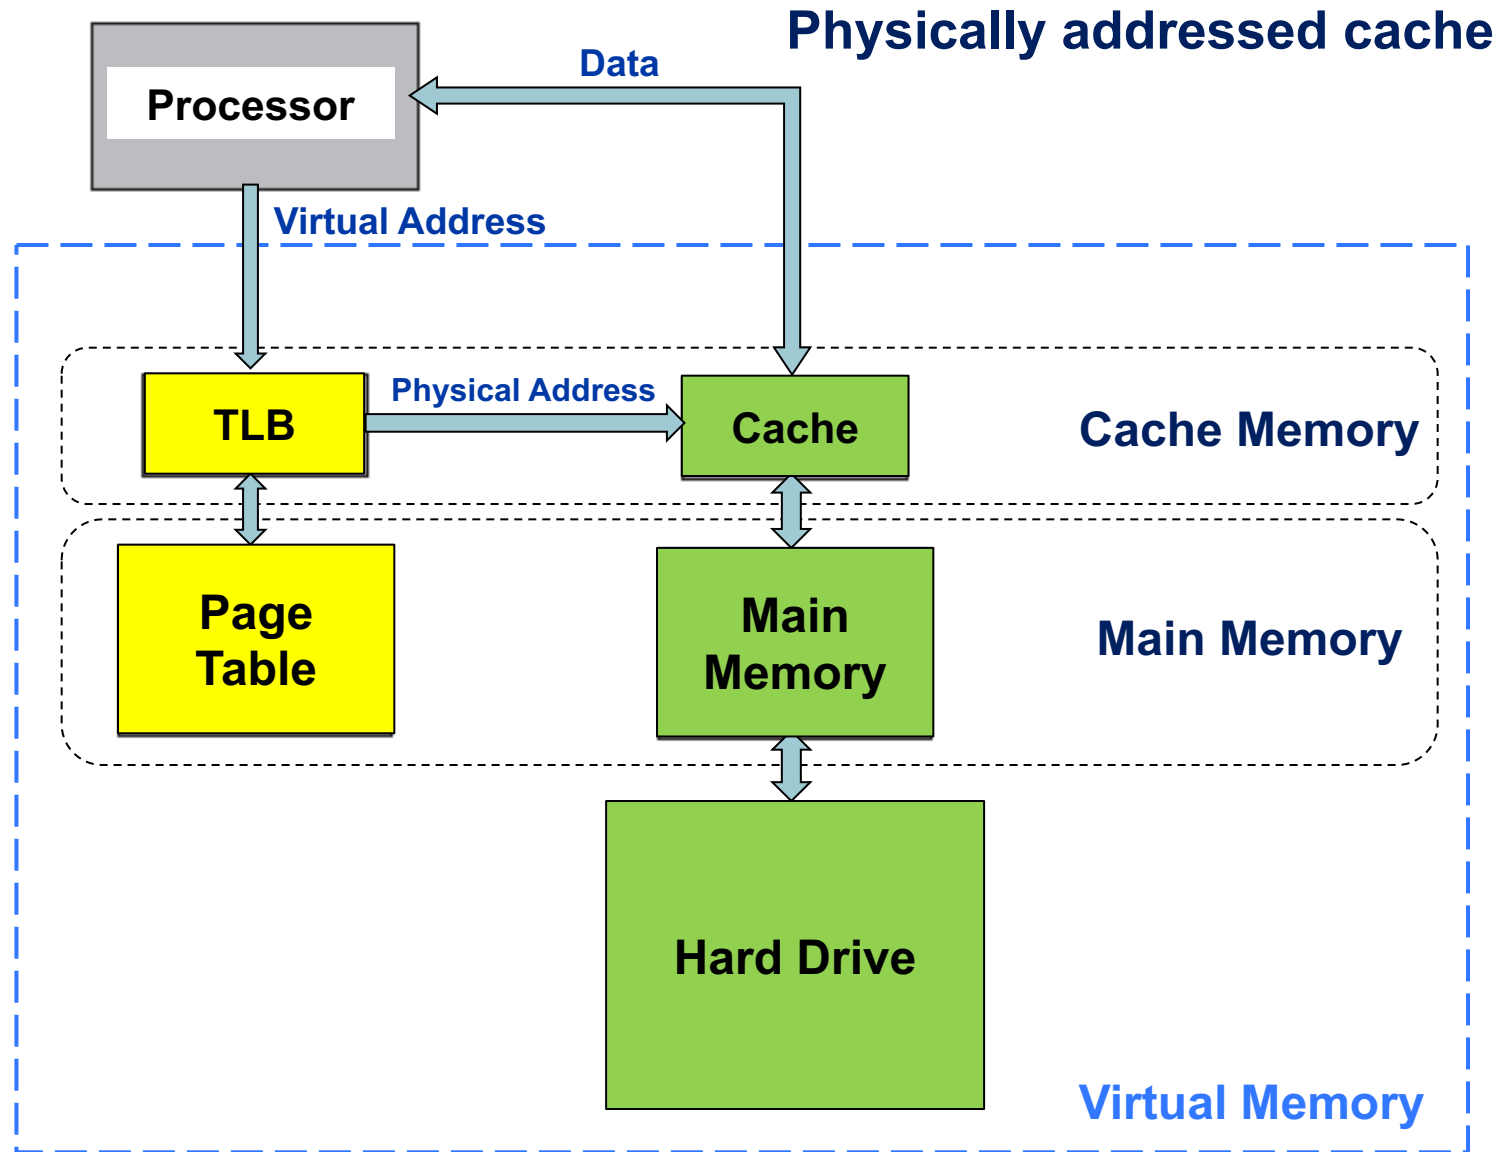 Physically addressed cache
Data
Processor
Virtual Address
Physical Address
TLB
Cache
Cache Memory
Page
Table
Main
Memory
Main Memory
Hard Drive
Virtual Memory